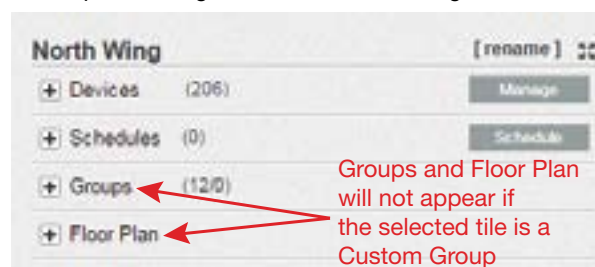 North Wing [ rename ]
+ Devices (206) Manage
+ Schedules (0) Schedule
+ Groups (12/0)
+ Floor Plan
Groups and Floor Plan
will not appear if
the selected tile is a
Custom Group